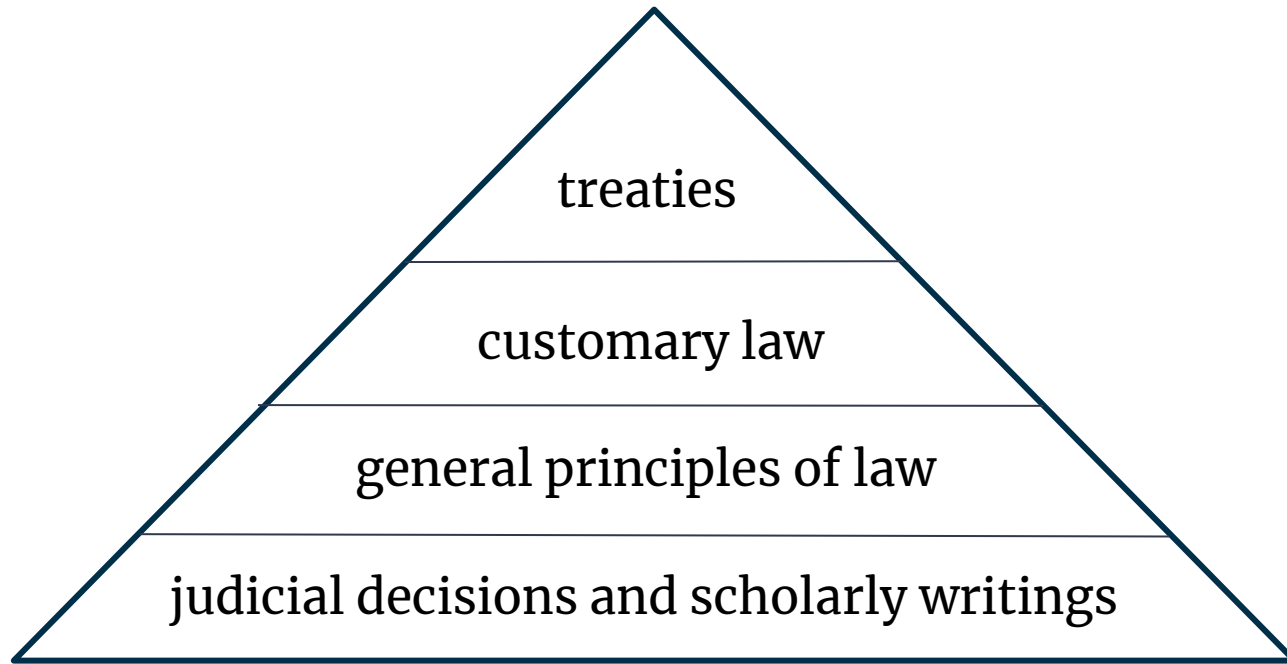 treaties
customary law
general principles of law
judicial decisions and scholarly writings